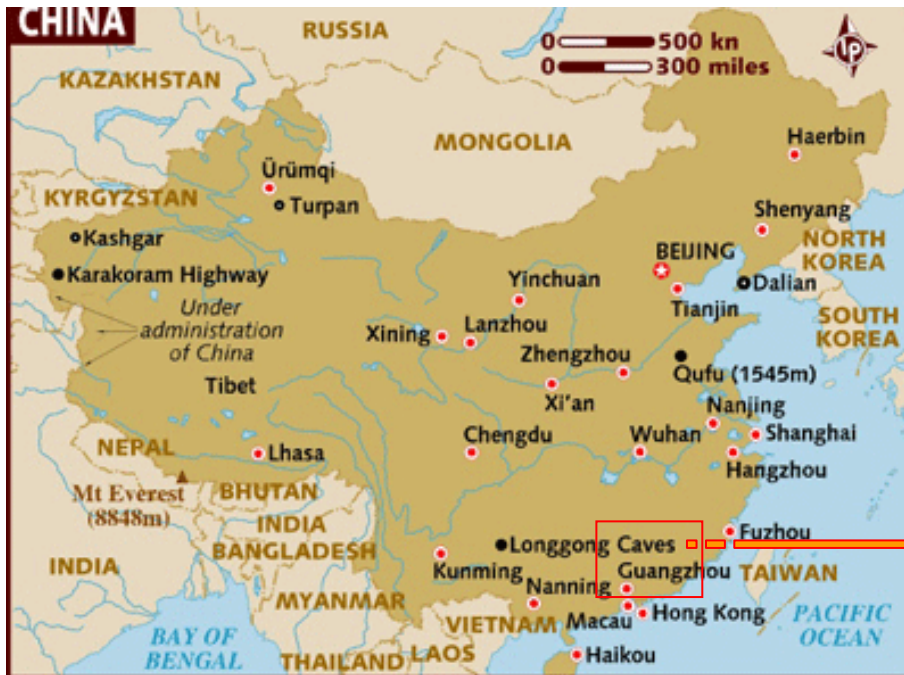 CHINA
RUSSIA
0 500 kn
0 300 miles
LP
KAZAKHSTAN
MONGOLIA
Haerbin
Ürümqi
KYRGYZSTAN
Turpan
Shenyang
Kashgar
BEIJING
NORTH
KOREA
Karakoram Highway
Yinchuan
Dalian
Under
administration
of China
Tianjin
SOUTH
KOREA
Xining
Lanzhou
Zhengzhou
Qufu (1545m)
Tibet
Xi'an
Nanjing
NEPAL
Lhasa
Chengdu
Wuhan
Shanghai
Hangzhou
Mt Everest
(8848m)
BHUTAN
INDIA
BANGLADESH
Longgong Caves
Fuzhou
INDIA
Kunming
Guangzhou
TAIWAN
MYANMAR
Nanning
VIETNAM
Macau
Hong Kong
PACIFIC
OCEAN
BAY OF
BENGAL
THAILAND
LAOS
Haikou